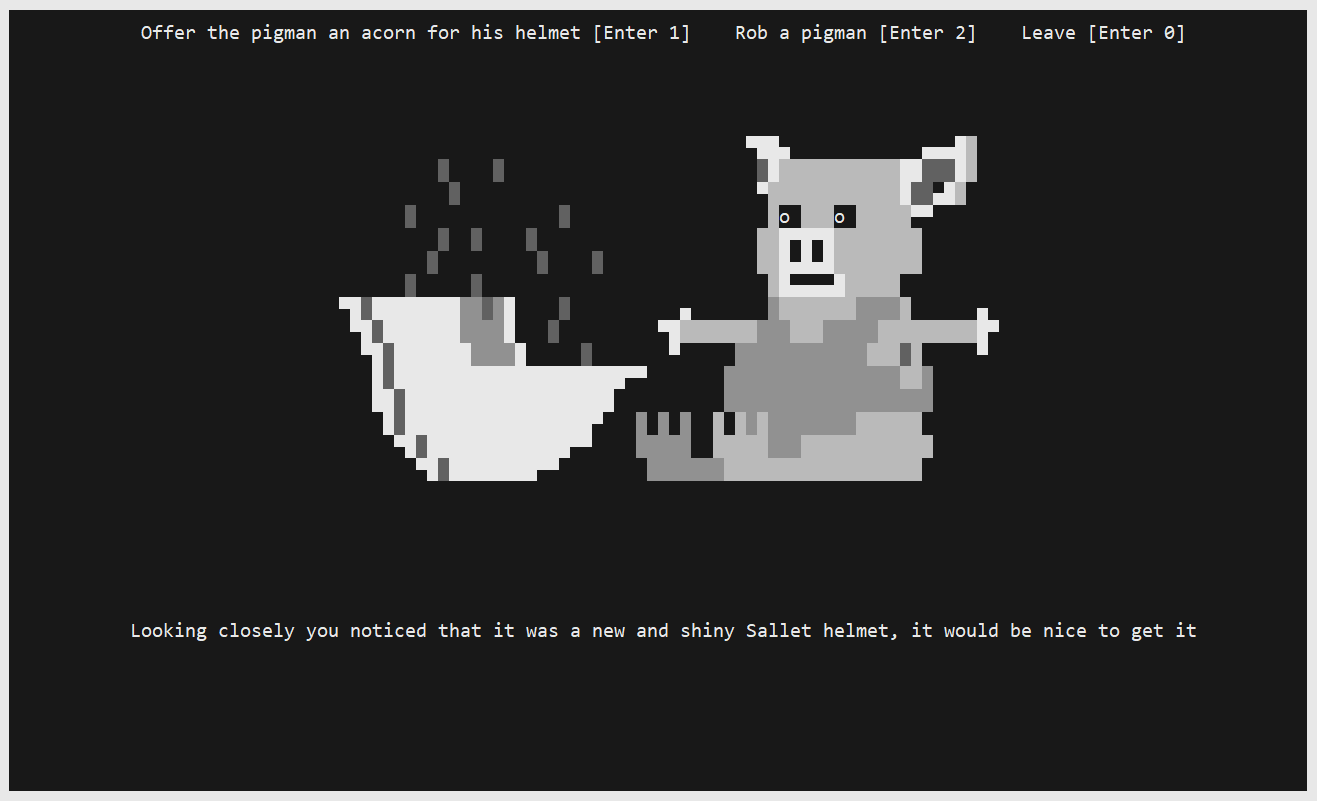 Offer the pigman an acorn for his helmet [Enter 1]    Rob a pigman [Enter 2]    Leave [Enter 0]
Looking closely you noticed that it was a new and shiny Sallet helmet, it would be nice to get it